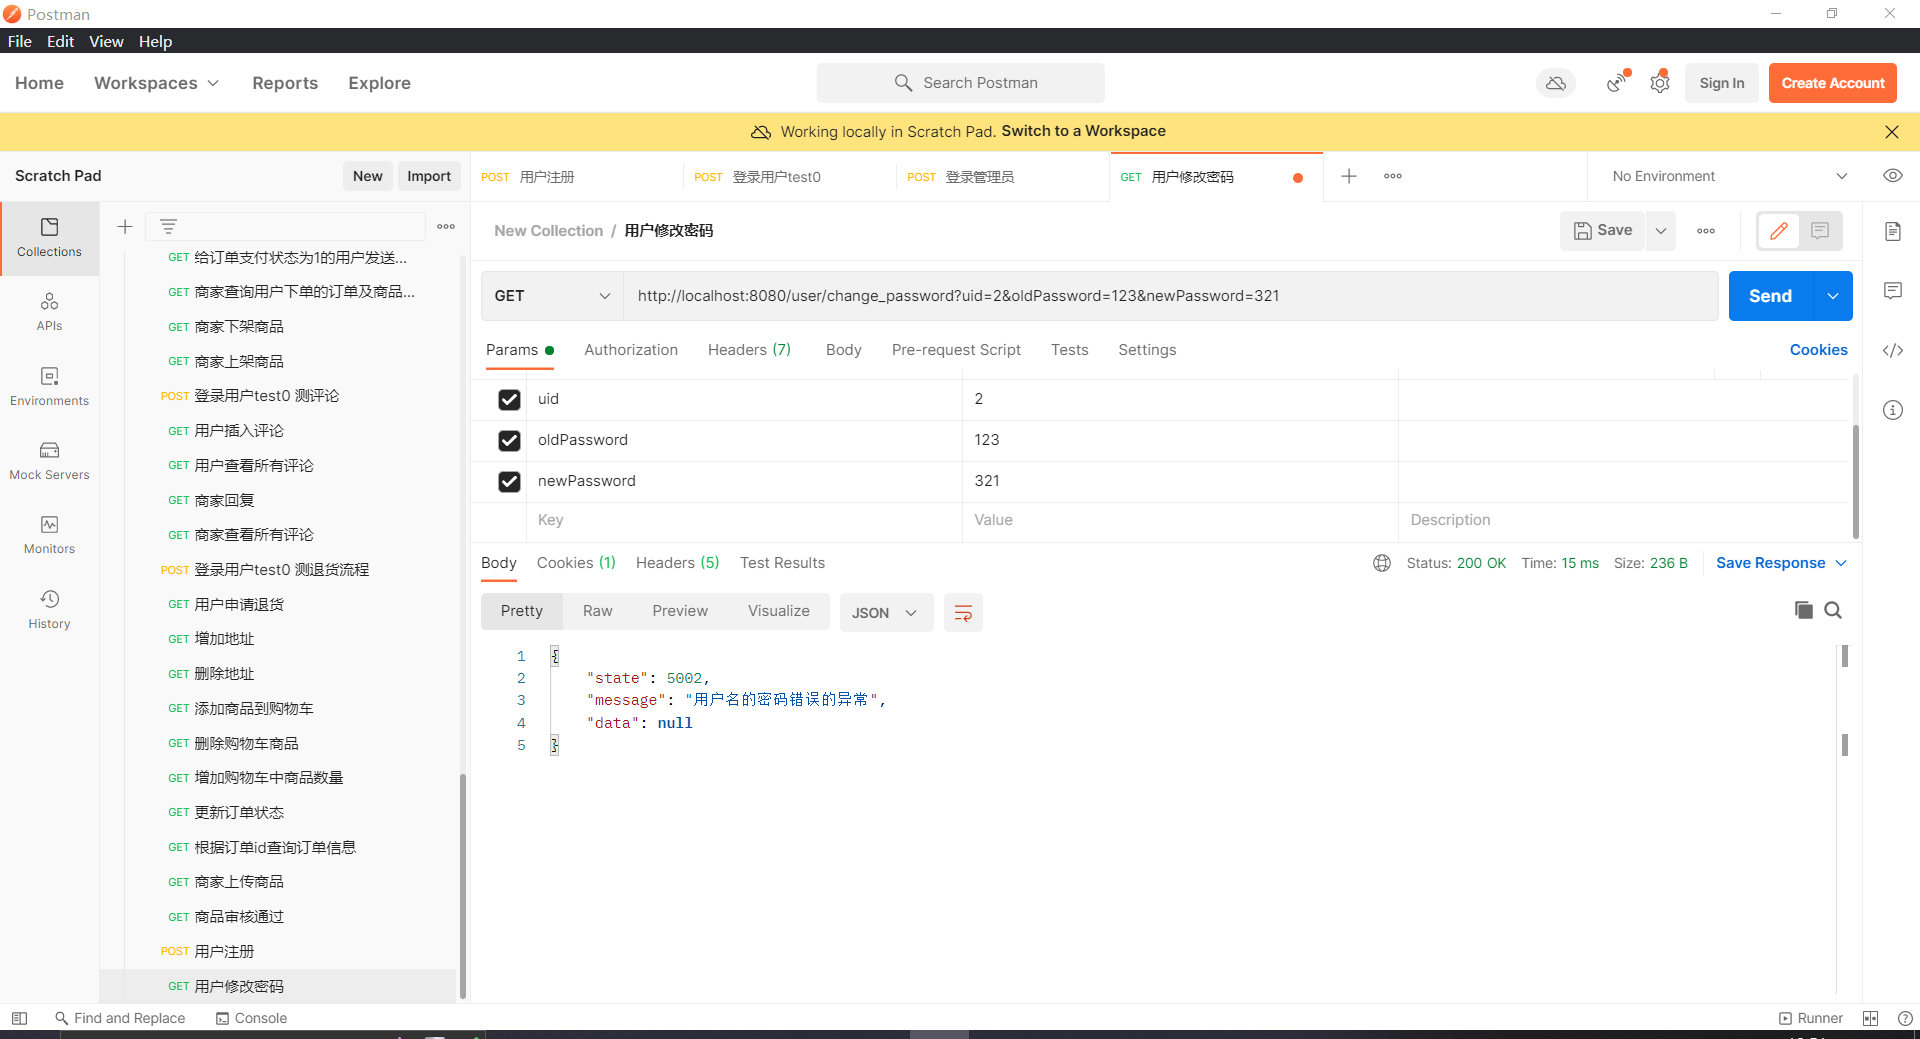 Postman
File Edit View Help
Home Workspaces Reports Explore Search Postman Sign In Create Account
Working locally in Scratch Pad. Switch to a Workspace
Scratch Pad New Import
POST 用户注册 POST 登录用户test0 POST 登录管理员 GET 用户修改密码 No Environment
Collections
APIs
Environments
Mock Servers
Monitors
History
GET 给订单支付状态为1的用户发送...
GET 商家查询用户下单的订单及商品...
GET 商家下架商品
GET 商家上架商品
POST 登录用户test0 测评论
GET 用户插入评论
GET 用户查看所有评论
GET 商家回复
GET 商家查看所有评论
POST 登录用户test0 测退货流程
GET 用户申请退货
GET 增加地址
GET 删除地址
GET 添加商品到购物车
GET 删除购物车商品
GET 增加购物车中商品数量
GET 更新订单状态
GET 根据订单id查询订单信息
GET 商家上传商品
GET 商品审核通过
POST 用户注册
GET 用户修改密码
New Collection / 用户修改密码 Save
GET http://localhost:8080/user/change_password?uid=2&oldPassword=123&newPassword=321 Send
Params Authorization Headers (7) Body Pre-request Script Tests Settings Cookies
uid 2
oldPassword 123
newPassword 321
Key Value Description
Body Cookies (1) Headers (5) Test Results Status: 200 OK Time: 15 ms Size: 236 B Save Response
Pretty Raw Preview Visualize JSON
1 {
2 "state": 5002,
3 "message": "用户名的密码错误的异常",
4 "data": null
5 }
Find and Replace Console Runner